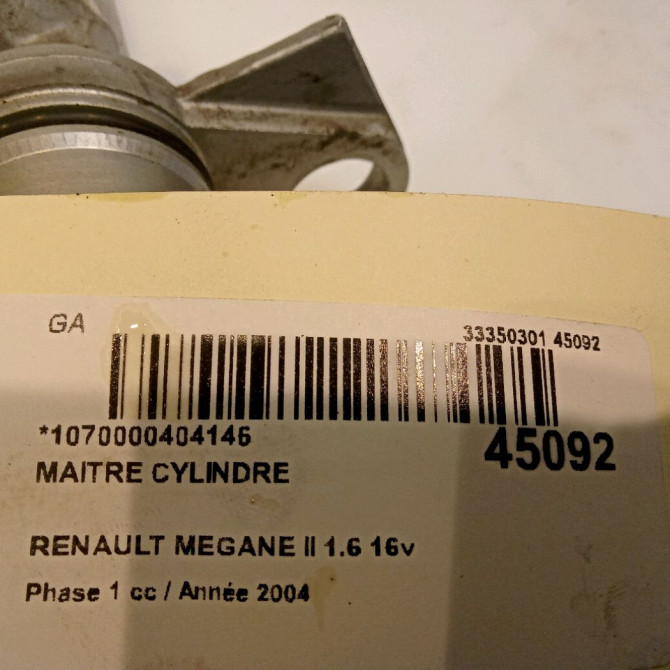 GA
33350301 45092
*1070000404146
45092
MAITRE CYLINDRE
RENAULT MEGANE II 1.6 16v
Phase 1 cc / Année 2004